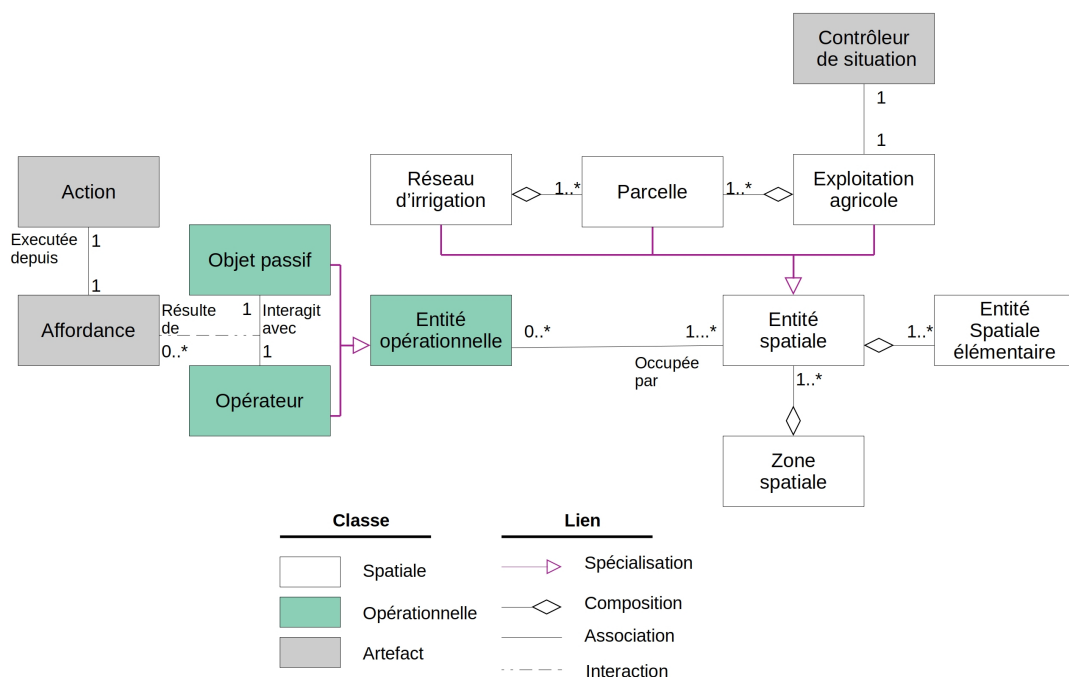 Contrôleur
de situation
1
1
Action
Réseau
d'irrigation
1..*
Parcelle
1..*
Exploitation
agricole
Executée
depuis
1
1
Objet passif
Affordance
Résulte
de
0..*
1
Interagit
avec
1
Opérateur
Entité
opérationnelle
0..*
1...*
Occupée
par
Entité
spatiale
1..*
Entité
Spatiale
élémentaire
1..*
Zone
spatiale
Classe
Lien
Spatiale
Spécialisation
Opérationnelle
Composition
Association
Artefact
Interaction